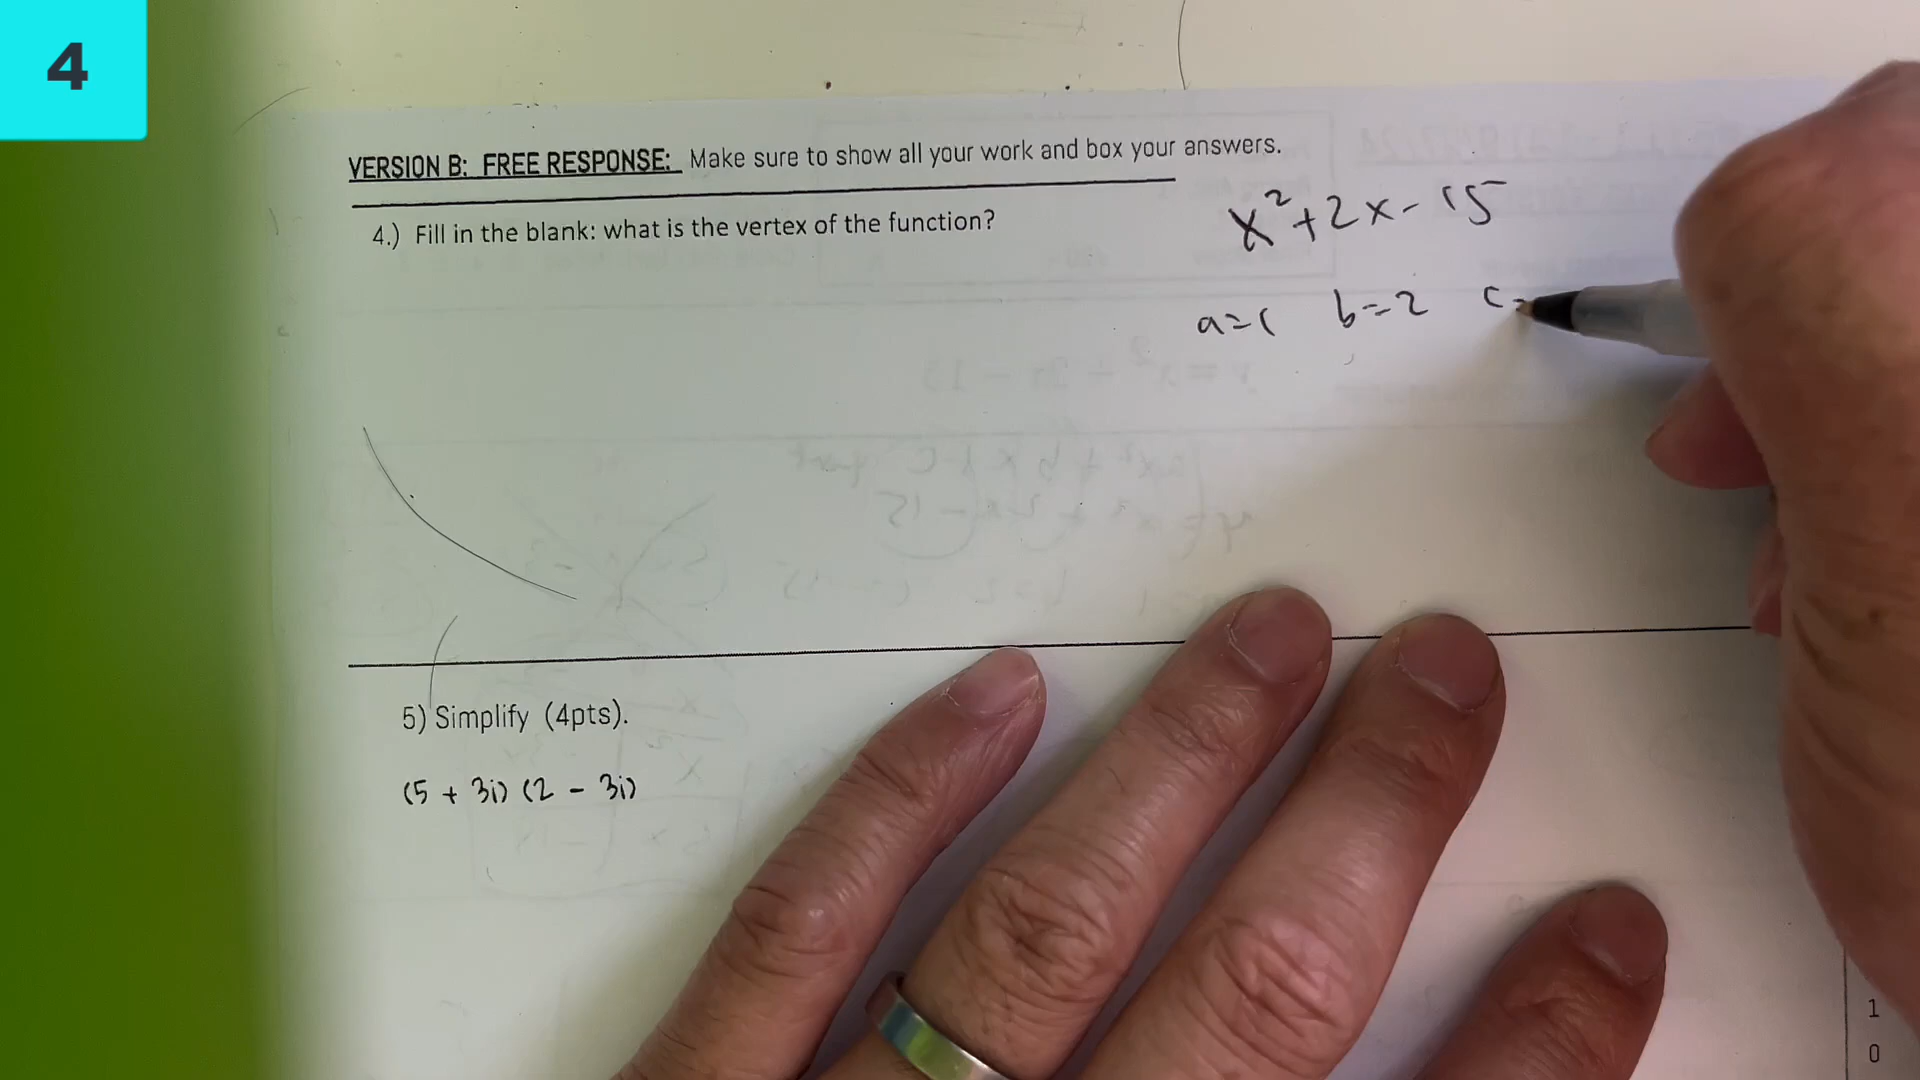 4
VERSION B: FREE RESPONSE: Make sure to show all your work and box your answers.
4.) Fill in the blank: what is the vertex of the function?
x²+2x-15
a=1 b=2 c=
5) Simplify (4pts).
(5 + 3i) (2 - 3i)
1
0